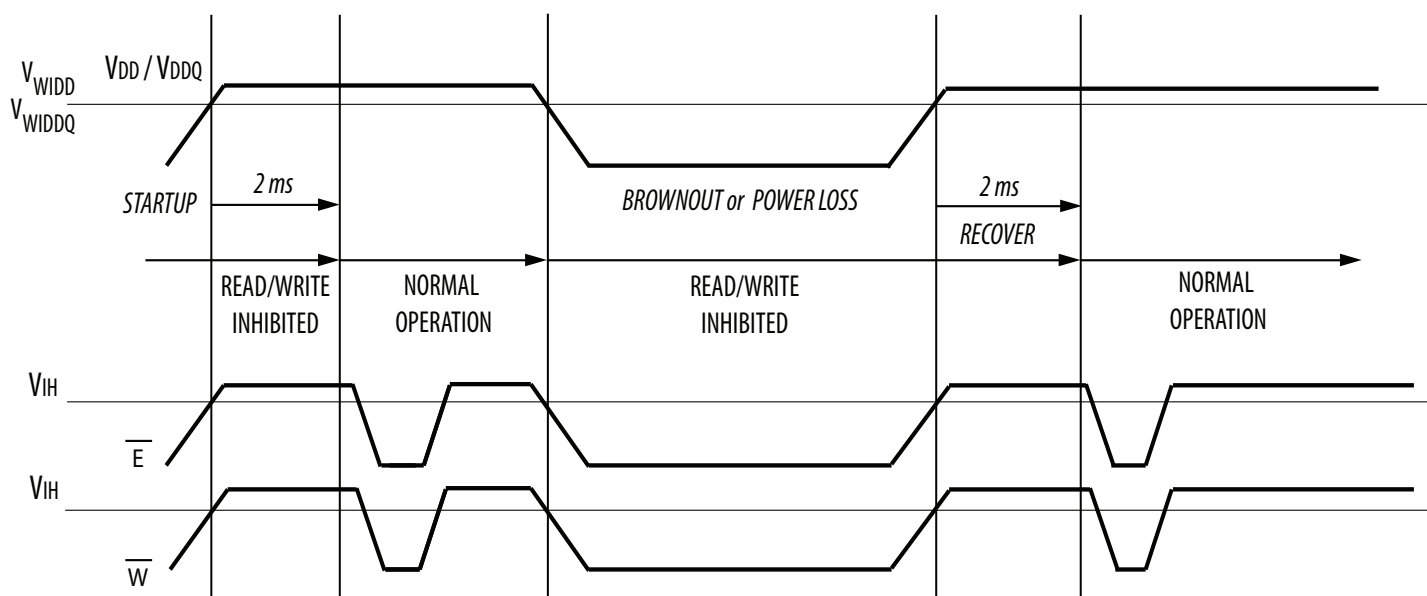 VWIDD
VDD / VDDQ
VWIDDQ
STARTUP
2 ms
BROWNOUT or POWER LOSS
2 ms
RECOVER
READ/WRITE
INHIBITED
NORMAL
OPERATION
READ/WRITE
INHIBITED
NORMAL
OPERATION
VIH
E
VIH
W